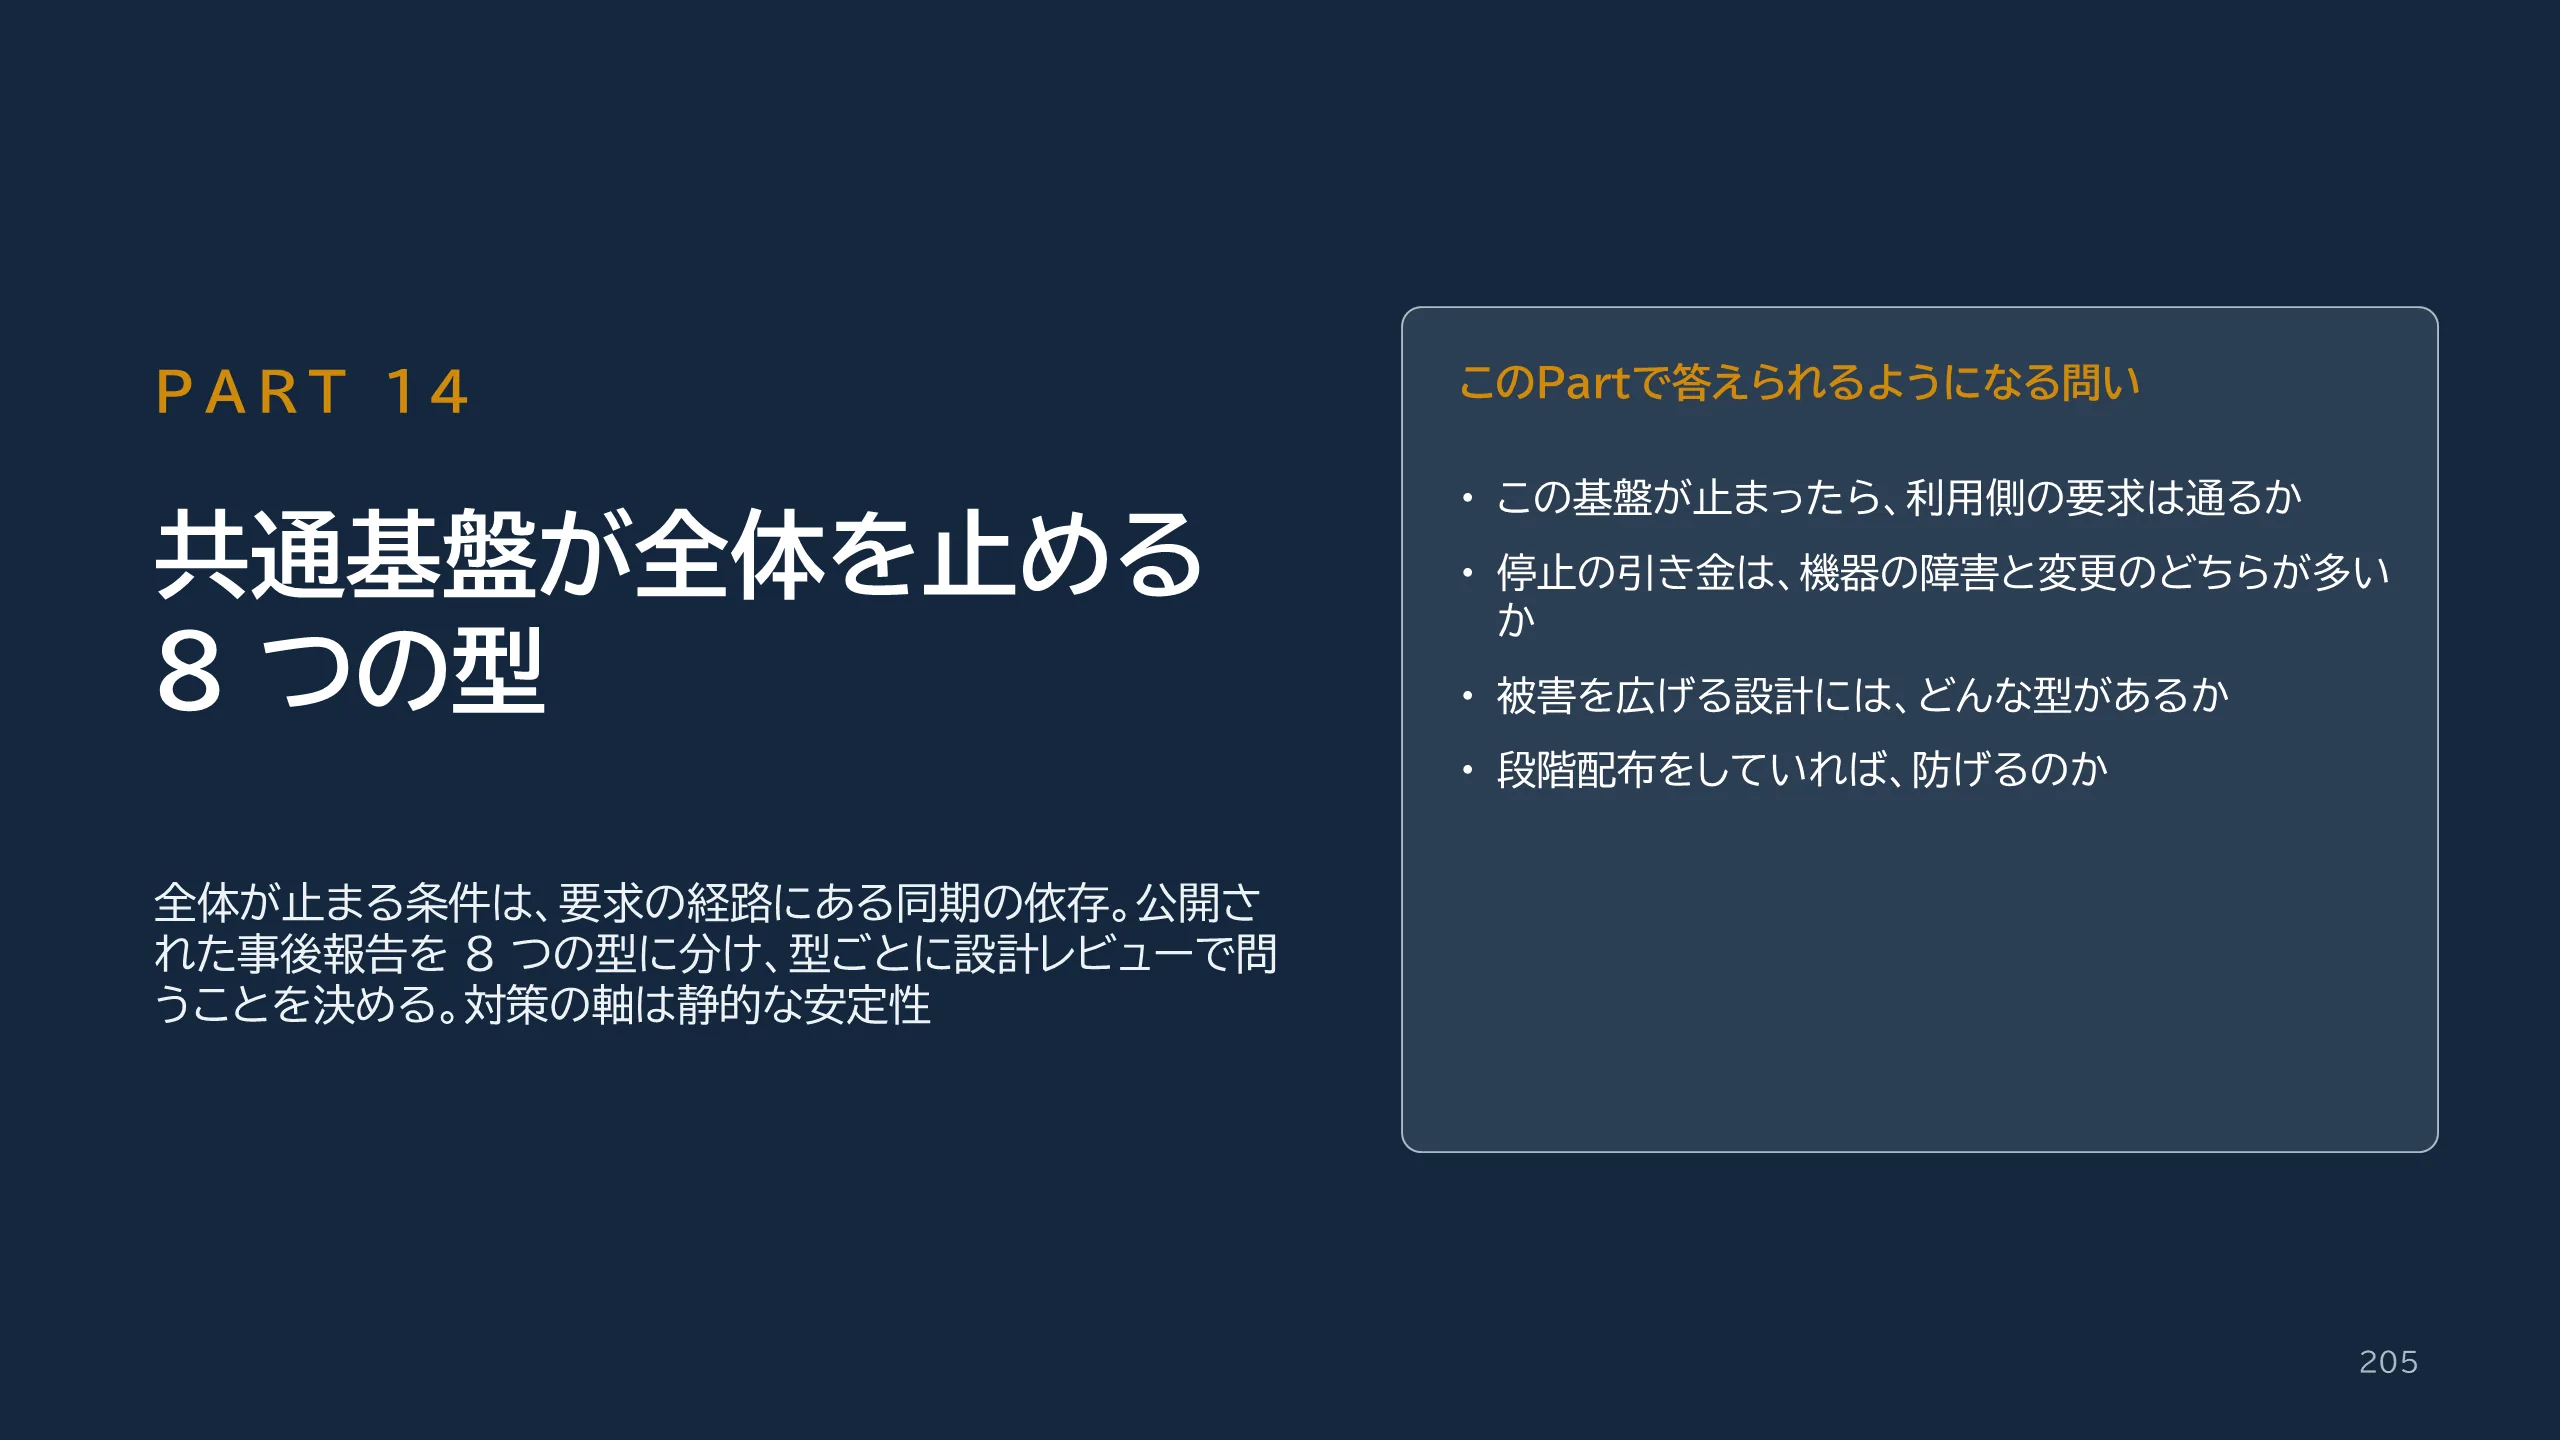 PART 14
共通基盤が全体を止める
8 つの型
全体が止まる条件は、要求の経路にある同期の依存。公開さ
れた事後報告を 8 つの型に分け、型ごとに設計レビューで問
うことを決める。対策の軸は静的な安定性
このPartで答えられるようになる問い
• この基盤が止まったら、利用側の要求は通るか
• 停止の引き金は、機器の障害と変更のどちらが多い
か
• 被害を広げる設計には、どんな型があるか
• 段階配布をしていれば、防げるのか
205